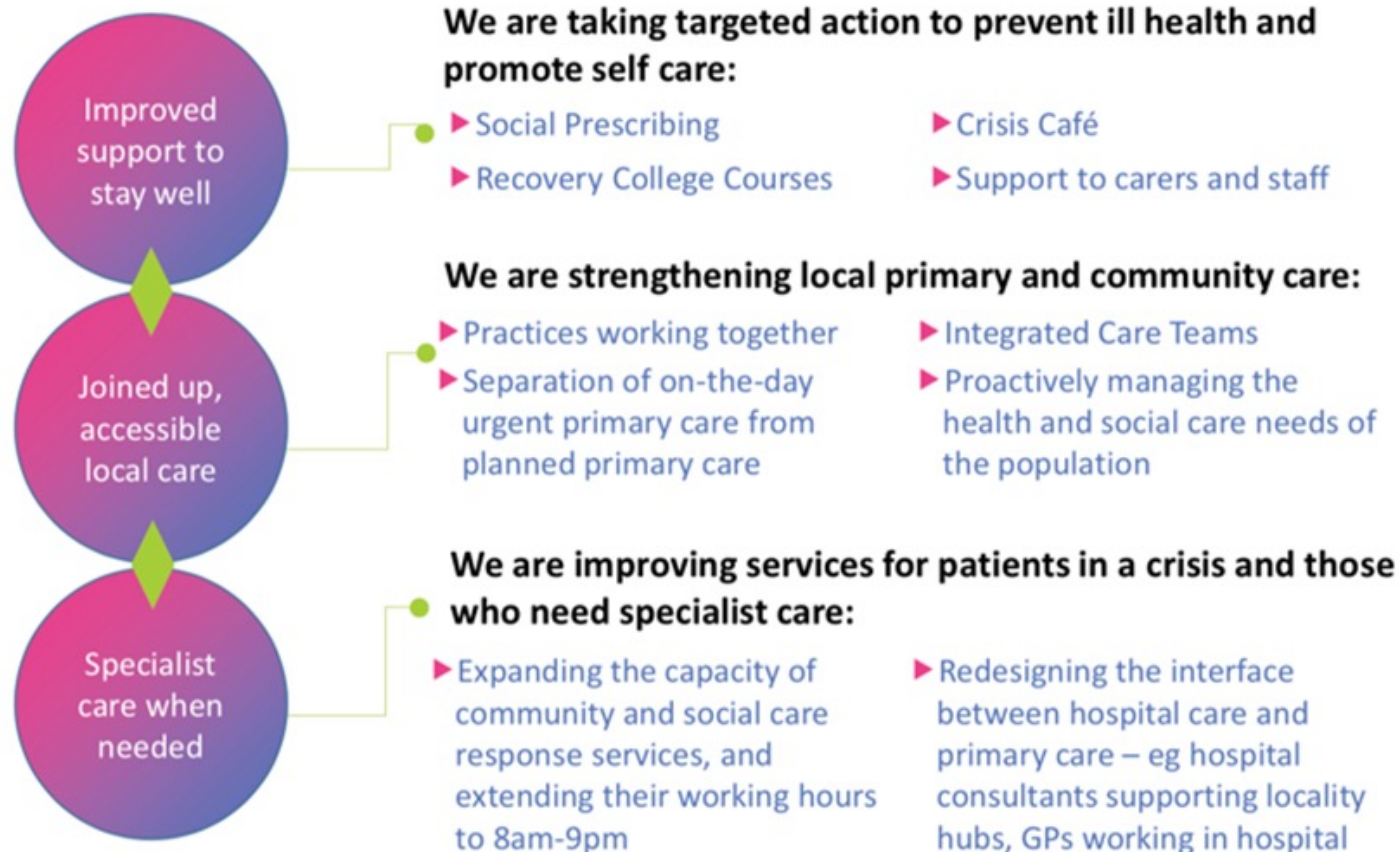 Improved
support to
stay well
We are taking targeted action to prevent ill health and
promote self care:
Social Prescribing
Recovery College Courses
Crisis Café
Support to carers and staff
Joined up,
accessible
local care
We are strengthening local primary and community care:
Practices working together
Separation of on-the-day
urgent primary care from
planned primary care
Integrated Care Teams
Proactively managing the
health and social care needs of
the population
Specialist
care when
needed
We are improving services for patients in a crisis and those
who need specialist care:
Expanding the capacity of
community and social care
response services, and
extending their working hours
to 8am-9pm
Redesigning the interface
between hospital care and
primary care – eg hospital
consultants supporting locality
hubs, GPs working in hospital